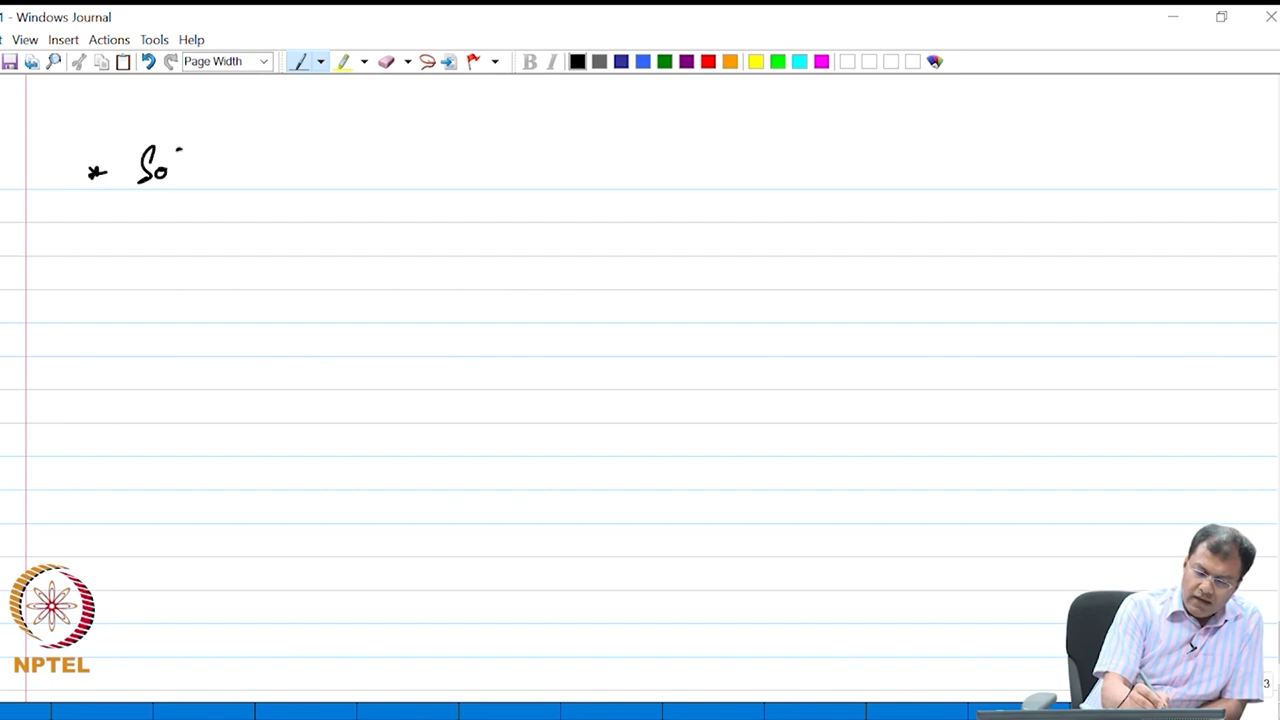 1 - Windows Journal
t View Insert Actions Tools Help
Page Width B I
* So
NPTEL
3